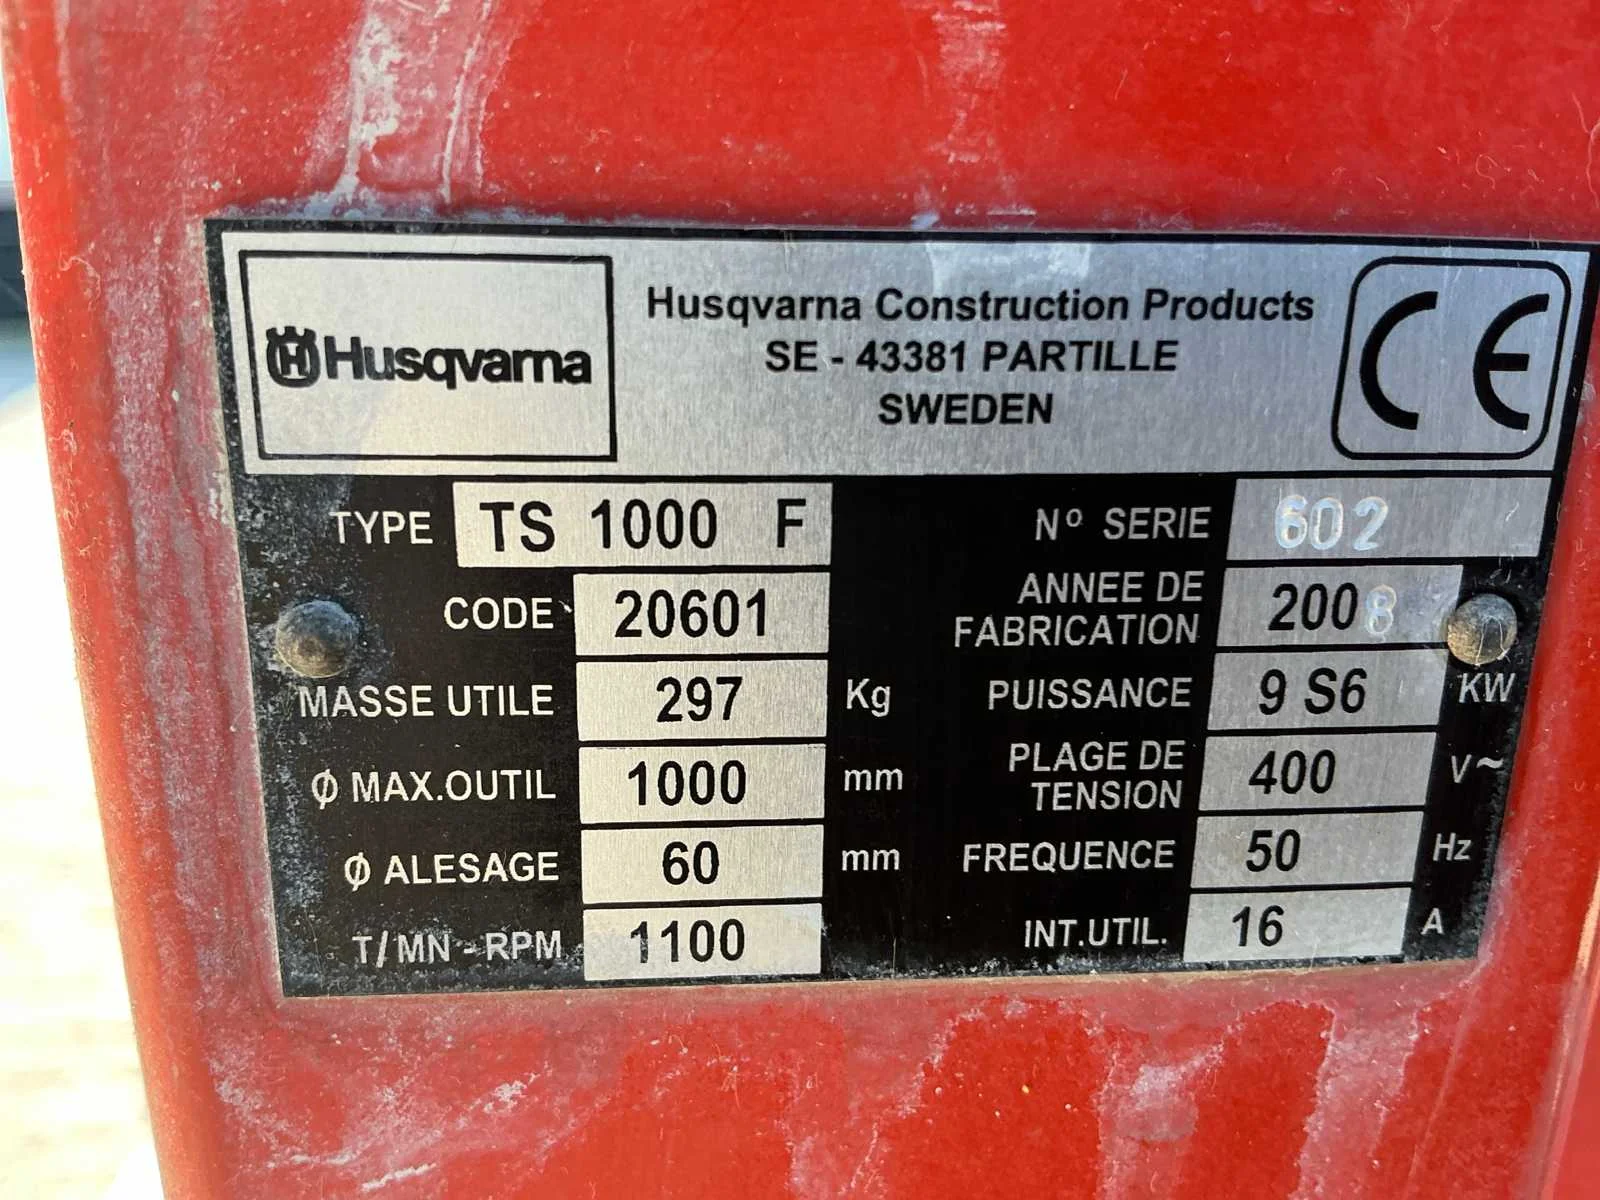 Husqvarna
Husqvarna Construction Products
SE - 43381 PARTILLE
SWEDEN
CE
TYPE TS 1000 F
CODE 20601
MASSE UTILE 297 Kg
Ø MAX.OUTIL 1000 mm
Ø ALESAGE 60 mm
T/MN - RPM 1100
Nº SERIE 602
ANNEE DE
FABRICATION 2008
PUISSANCE 9 S6 KW
PLAGE DE
TENSION 400 V~
FREQUENCE 50 Hz
INT.UTIL. 16 A